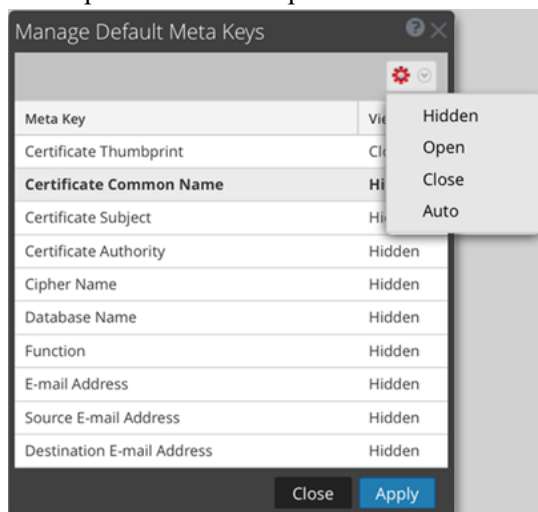 Manage Default Meta Keys
Hidden
Open
Close
Auto
Meta Key
Certificate Thumbprint
Certificate Common Name
Certificate Subject
Certificate Authority Hidden
Cipher Name Hidden
Database Name Hidden
Function Hidden
E-mail Address Hidden
Source E-mail Address Hidden
Destination E-mail Address Hidden
Close Apply